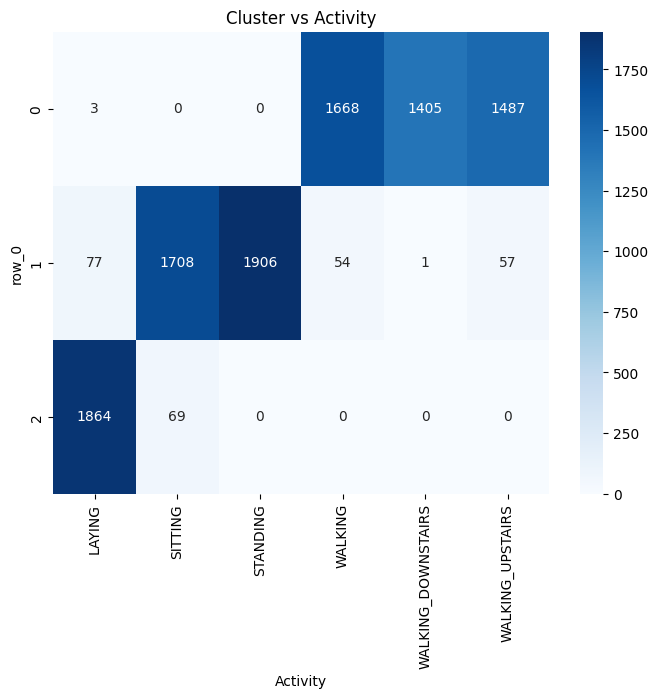 Cluster vs Activity
0
3 0 0 1668 1405 1487
row_0
1
77 1708 1906 54 1 57
2
1864 69 0 0 0 0
LAYING
SITTING
STANDING
WALKING
WALKING_DOWNSTAIRS
WALKING_UPSTAIRS
Activity
1750
1500
1250
1000
750
500
250
0